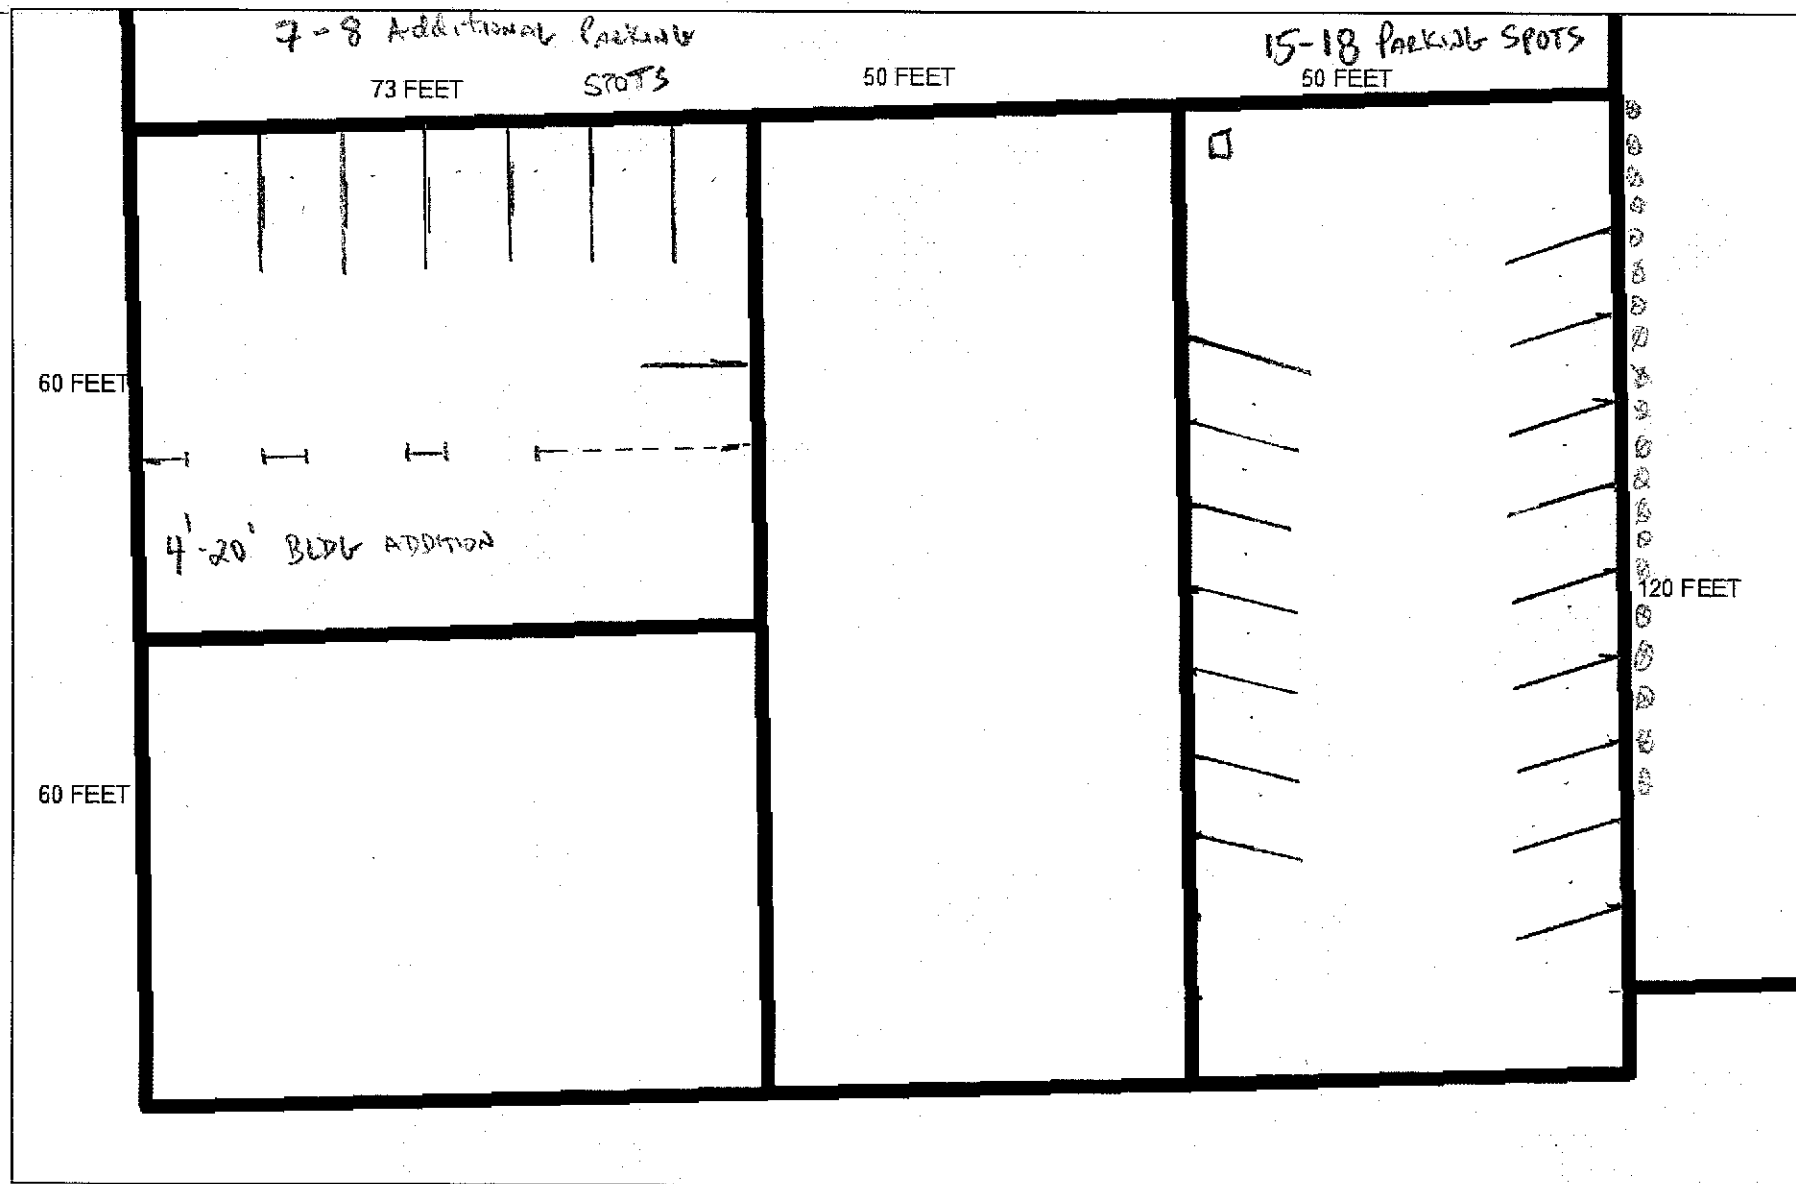 7-8 Additional Parking
SPOTS
15-18 PARKING SPOTS
73 FEET
50 FEET
50 FEET
60 FEET
4'-20' BLDG ADDITION
120 FEET
60 FEET